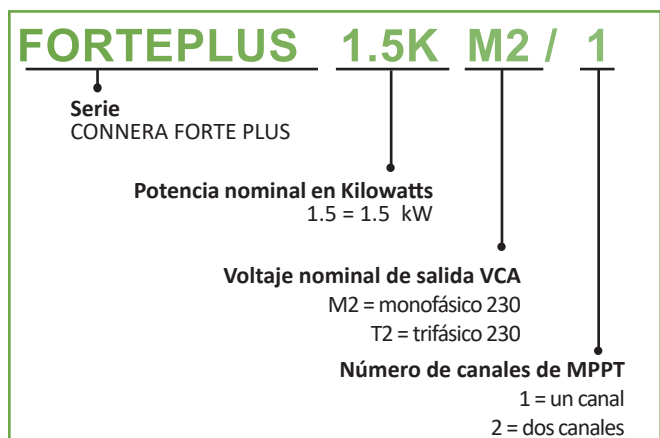 FORTEPLUS 1.5K M2 / 1
Serie
CONNERA FORTE PLUS
Potencia nominal en Kilowatts
1.5 = 1.5 kW
Voltaje nominal de salida VCA
M2 = monofásico 230
T2 = trifásico 230
Número de canales de MPPT
1 = un canal
2 = dos canales